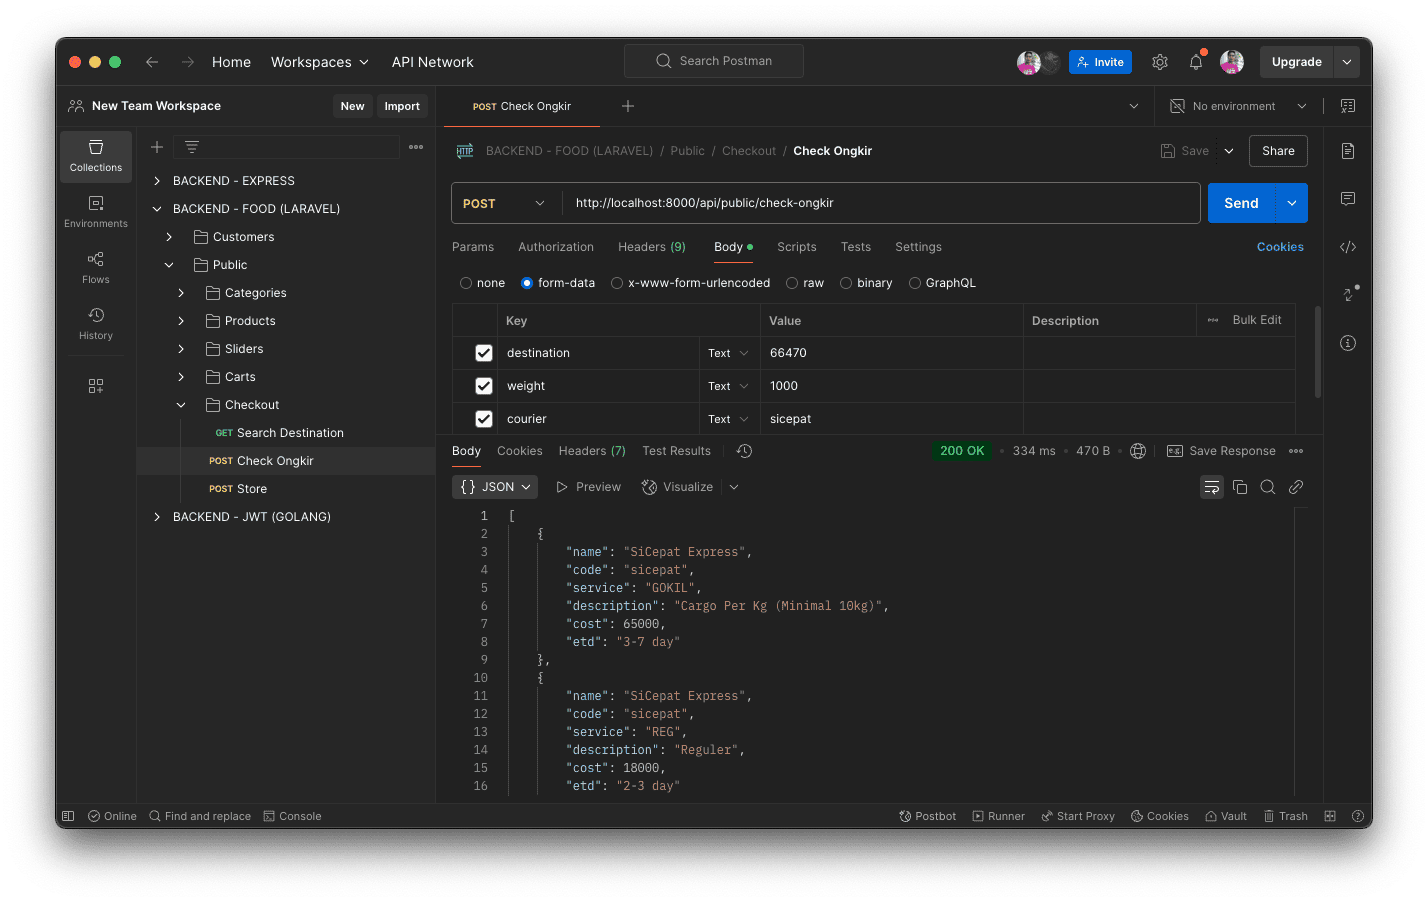 Home Workspaces API Network Search Postman Invite Upgrade
New Team Workspace New Import POST Check Ongkir No environment
Collections
Environments
Flows
History
BACKEND - EXPRESS
BACKEND - FOOD (LARAVEL)
Customers
Public
Categories
Products
Sliders
Carts
Checkout
GET Search Destination
POST Check Ongkir
POST Store
BACKEND - JWT (GOLANG)
HTTP BACKEND - FOOD (LARAVEL) / Public / Checkout / Check Ongkir Save Share
POST http://localhost:8000/api/public/check-ongkir Send
Params Authorization Headers (9) Body Scripts Tests Settings Cookies
none form-data x-www-form-urlencoded raw binary GraphQL
Key Value Description Bulk Edit
destination Text 66470
weight Text 1000
courier Text sicepat
Body Cookies Headers (7) Test Results 200 OK 334 ms 470 B e.g. Save Response
{} JSON Preview Visualize
1 [
2 {
3 "name": "SiCepat Express",
4 "code": "sicepat",
5 "service": "GOKIL",
6 "description": "Cargo Per Kg (Minimal 10kg)",
7 "cost": 65000,
8 "etd": "3-7 day"
9 },
10 {
11 "name": "SiCepat Express",
12 "code": "sicepat",
13 "service": "REG",
14 "description": "Reguler",
15 "cost": 18000,
16 "etd": "2-3 day"
Online Find and replace Console Postbot Runner Start Proxy Cookies Vault Trash